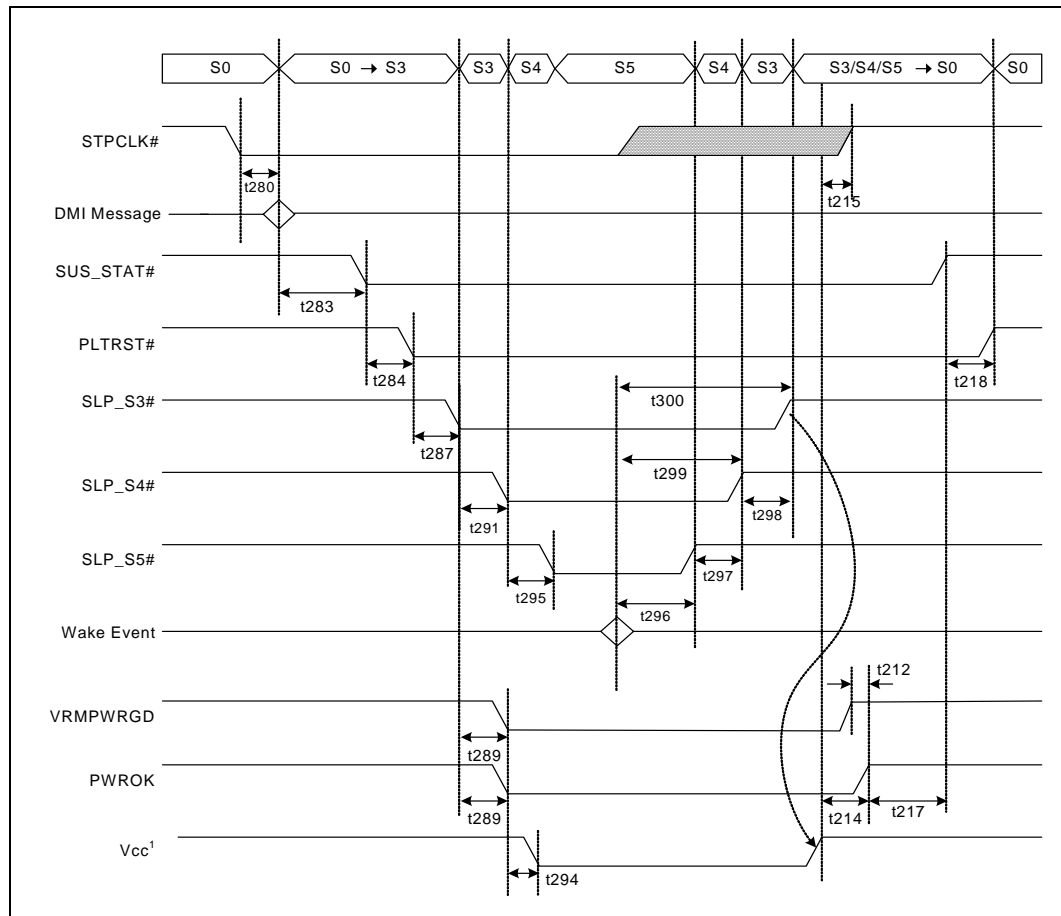 S0
S0 → S3
S3
S4
S5
S4
S3
S3/S4/S5 → S0
S0
STPCLK#
t280
t215
DMI Message
SUS_STAT#
t283
PLTRST#
t284
t218
SLP_S3#
t300
t287
SLP_S4#
t299
t291
t298
SLP_S5#
t295
t297
t296
Wake Event
t212
VRMPWRGD
t289
PWROK
t289
t214
t217
Vcc¹
t294